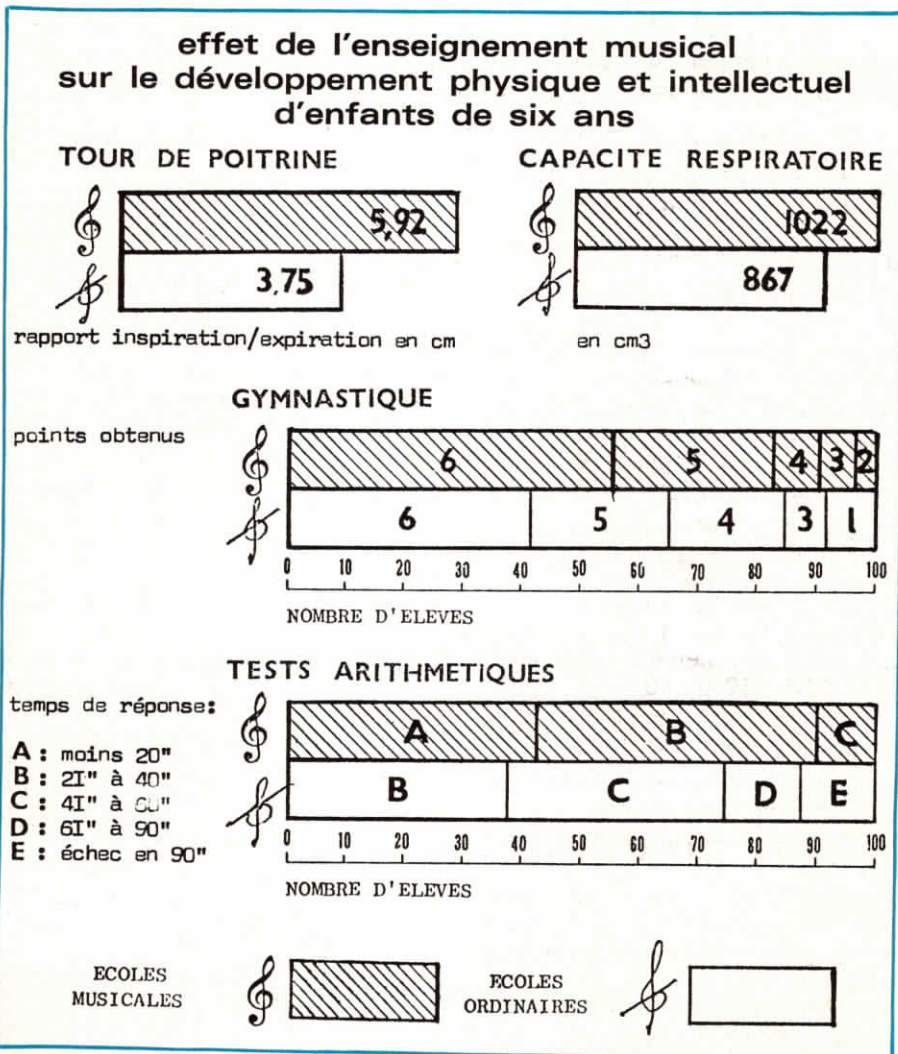 effet de l'enseignement musical
sur le développement physique et intellectuel
d'enfants de six ans
TOUR DE POITRINE
5,92
3,75
rapport inspiration/expiration en cm
CAPACITE RESPIRATOIRE
1022
867
en cm3
GYMNASTIQUE
points obtenus
6 5 4 3 2
6 5 4 3 1
0 10 20 30 40 50 60 70 80 90 100
NOMBRE D'ELEVES
TESTS ARITHMETiQUES
temps de réponse:
A : moins 20"
B : 2I" à 40"
C : 4I" à
D : 6I" à 90"
E : échec en 90"
A B C
B C D E
0 10 20 30 40 50 60 70 80 90 100
NOMBRE D'ELEVES
ECOLES
MUSICALES
ECOLES
ORDINAIRES